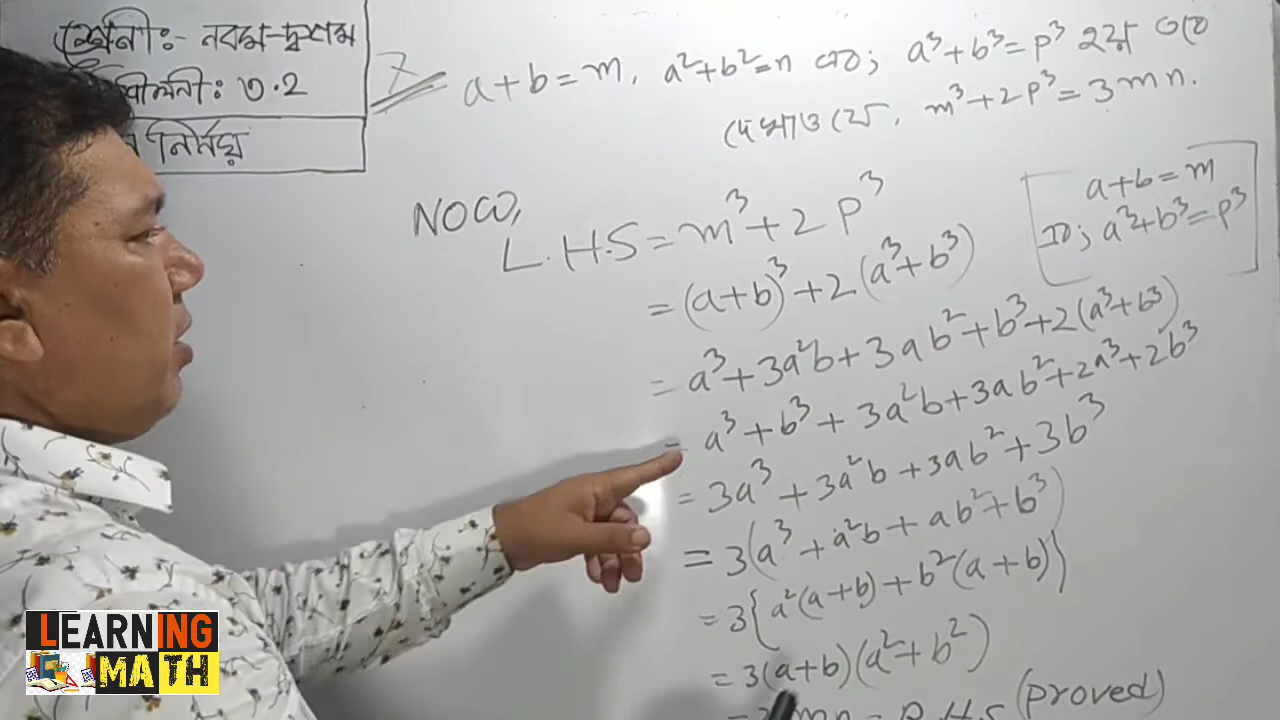 শ্রেনী:- নবম-দশম
শীলনী: ৩.২
নির্নয়
7 a+b=m, a²+b²=n এবং; a³+b³=p³ হয় তবে
দেখাও যে, m³+2p³=3mn.
a+b=m
এবং; a³+b³=p³
NOW,
L.H.S = m³+2p³
= (a+b)³+2(a³+b³)
= a³+3a²b+3ab²+b³+2(a³+b³)
= a³+b³+3a²b+3ab²+2a³+2b³
= 3a³+3a²b+3ab²+3b³
= 3(a³+a²b+ab²+b³)
= 3{a²(a+b)+b²(a+b)}
= 3(a+b)(a²+b²)
= 3mn = R.H.S (proved)
LEARNING
MATH